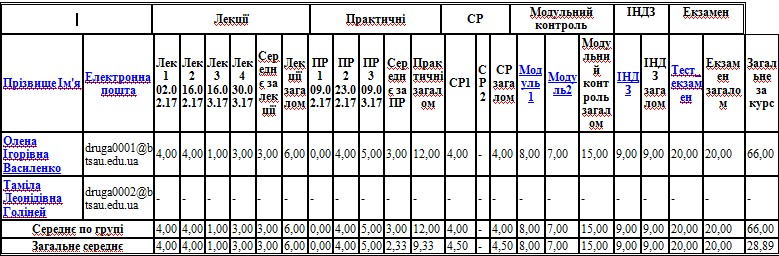 Лекції Практичні СР Модульний контроль ІНДЗ Екзамен
Прізвище Ім'я Електронна пошта Лек 1 02.02.17 Лек 2 16.02.17 Лек 3 16.03.17 Лек 4 30.03.17 Середнє за лекції Лекції загалом ПР 1 09.02.17 ПР 2 23.02.17 ПР 3 09.03.17 Середнє за ПР Практичні загалом СР1 СР2 СР загалом Модуль 1 Модуль2 Модульний контроль загалом ІНДЗ ІНДЗ загалом Тест_екзамен Екзамен загалом Загальне за курс
Олена Ігорівна Василенко druga0001@btsau.edu.ua 4,00 4,00 1,00 3,00 3,00 6,00 0,00 4,00 5,00 3,00 12,00 4,00 - 4,00 8,00 7,00 15,00 9,00 9,00 20,00 20,00 66,00
Таміла Леонідівна Голіней druga0002@btsau.edu.ua - - - - - - - - - - - - - - - - - - - - - -
Середнє по групі 4,00 4,00 1,00 3,00 3,00 6,00 0,00 4,00 5,00 3,00 12,00 4,00 - 4,00 8,00 7,00 15,00 9,00 9,00 20,00 20,00 66,00
Загальне середнє 4,00 4,00 1,00 3,00 3,00 6,00 0,00 4,00 5,00 2,33 9,33 4,50 - 4,50 8,00 7,00 15,00 9,00 9,00 20,00 20,00 28,89